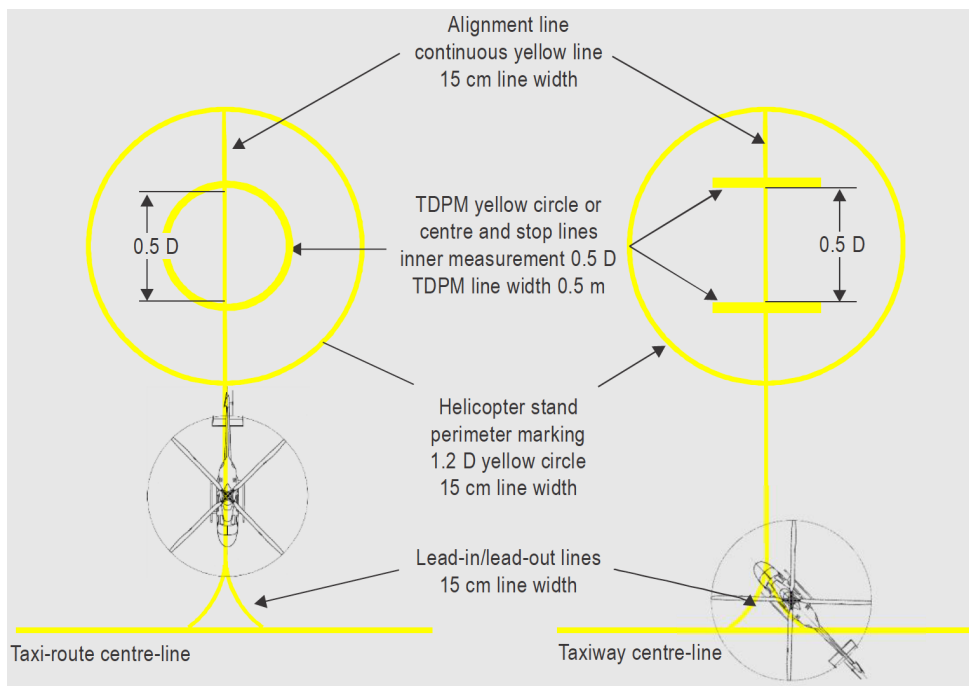 Alignment line
continuous yellow line
15 cm line width
0.5 D
TDPM yellow circle or
centre and stop lines
inner measurement 0.5 D
TDPM line width 0.5 m
0.5 D
Helicopter stand
perimeter marking
1.2 D yellow circle
15 cm line width
Lead-in/lead-out lines
15 cm line width
Taxi-route centre-line
Taxiway centre-line